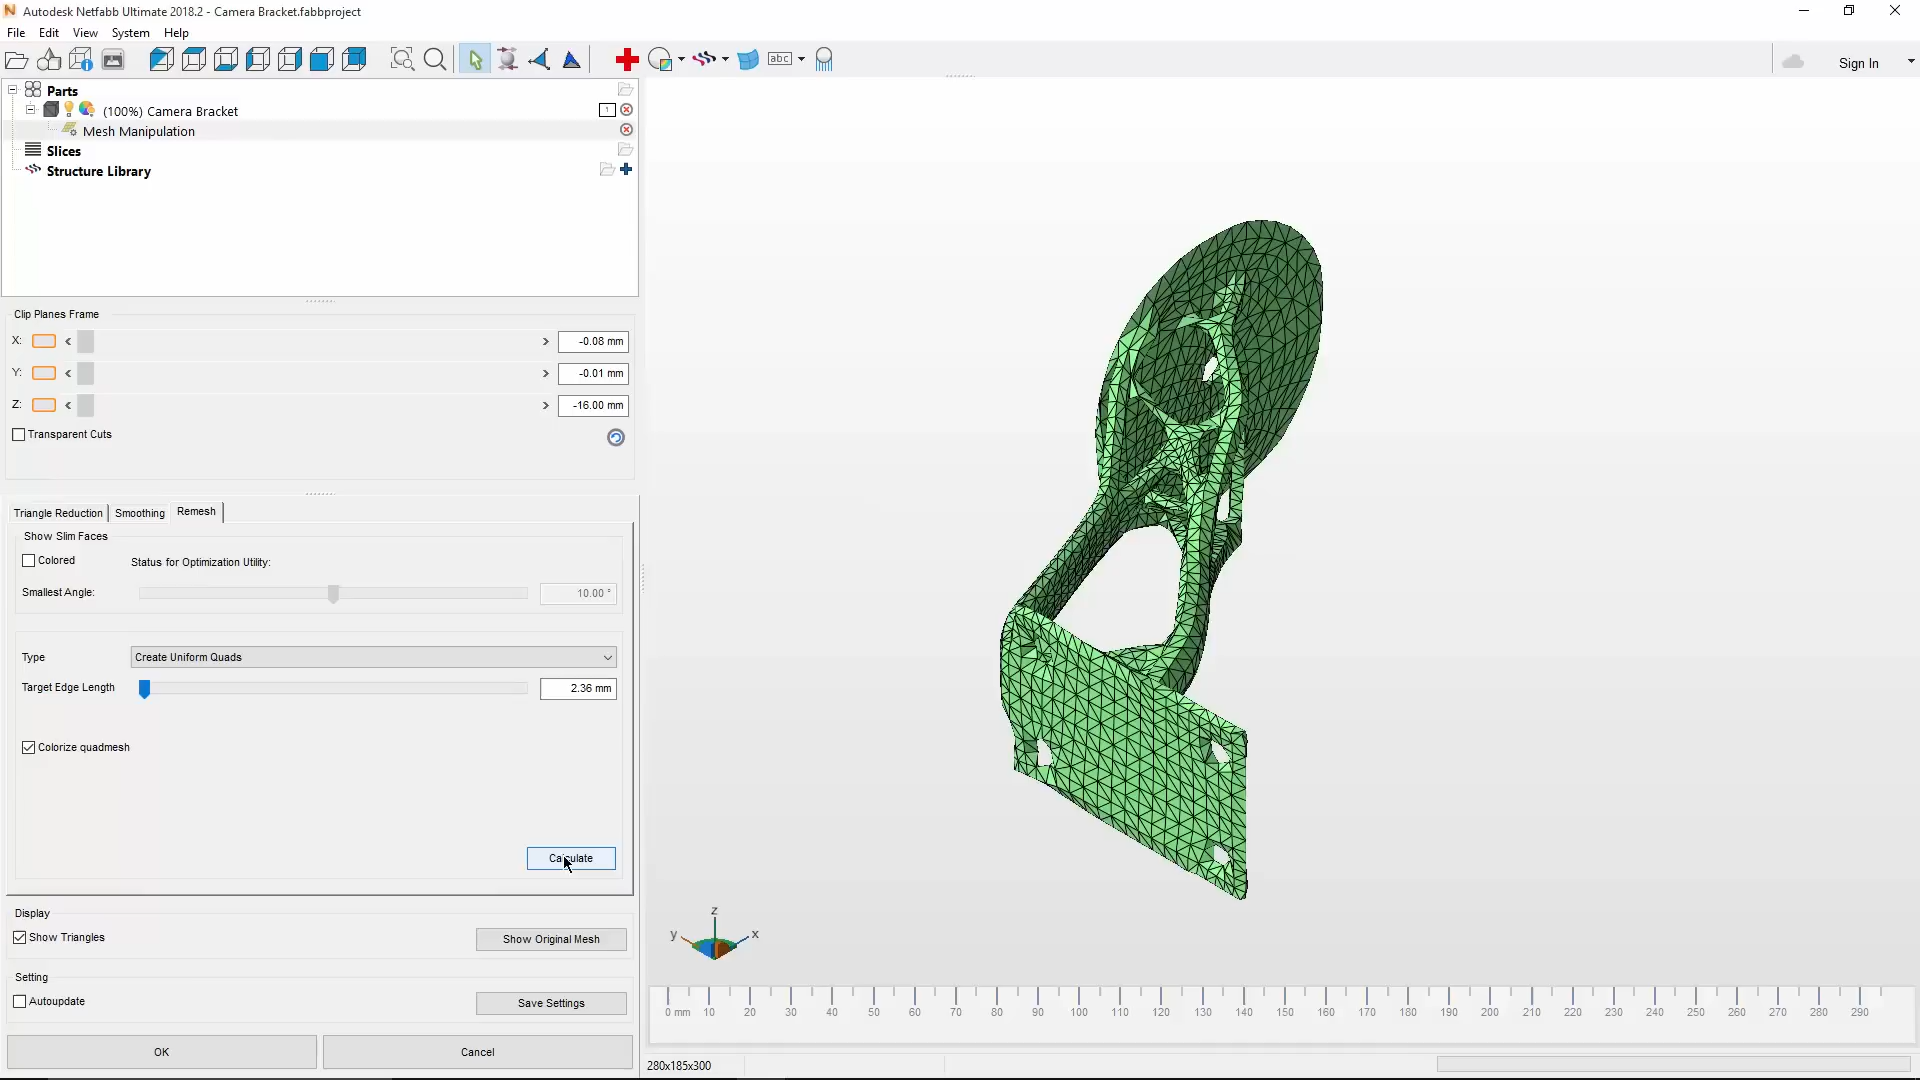 Autodesk Netfabb Ultimate 2018.2 - Camera Bracket.fabbproject
File Edit View System Help
abc
Sign In
Parts
(100%) Camera Bracket
1
Mesh Manipulation
Slices
Structure Library
Clip Planes Frame
X: < > -0.08 mm
Y: < > -0.01 mm
Z: < > -16.00 mm
Transparent Cuts
Triangle Reduction Smoothing Remesh
Show Slim Faces
Colored Status for Optimization Utility:
Smallest Angle: 10.00 °
Type Create Uniform Quads
Target Edge Length 2.36 mm
Colorize quadmesh
Calculate
Display
Show Triangles Show Original Mesh
Setting
Autoupdate Save Settings
OK Cancel
z
y x
0 mm 10 20 30 40 50 60 70 80 90 100 110 120 130 140 150 160 170 180 190 200 210 220 230 240 250 260 270 280 290
280x185x300